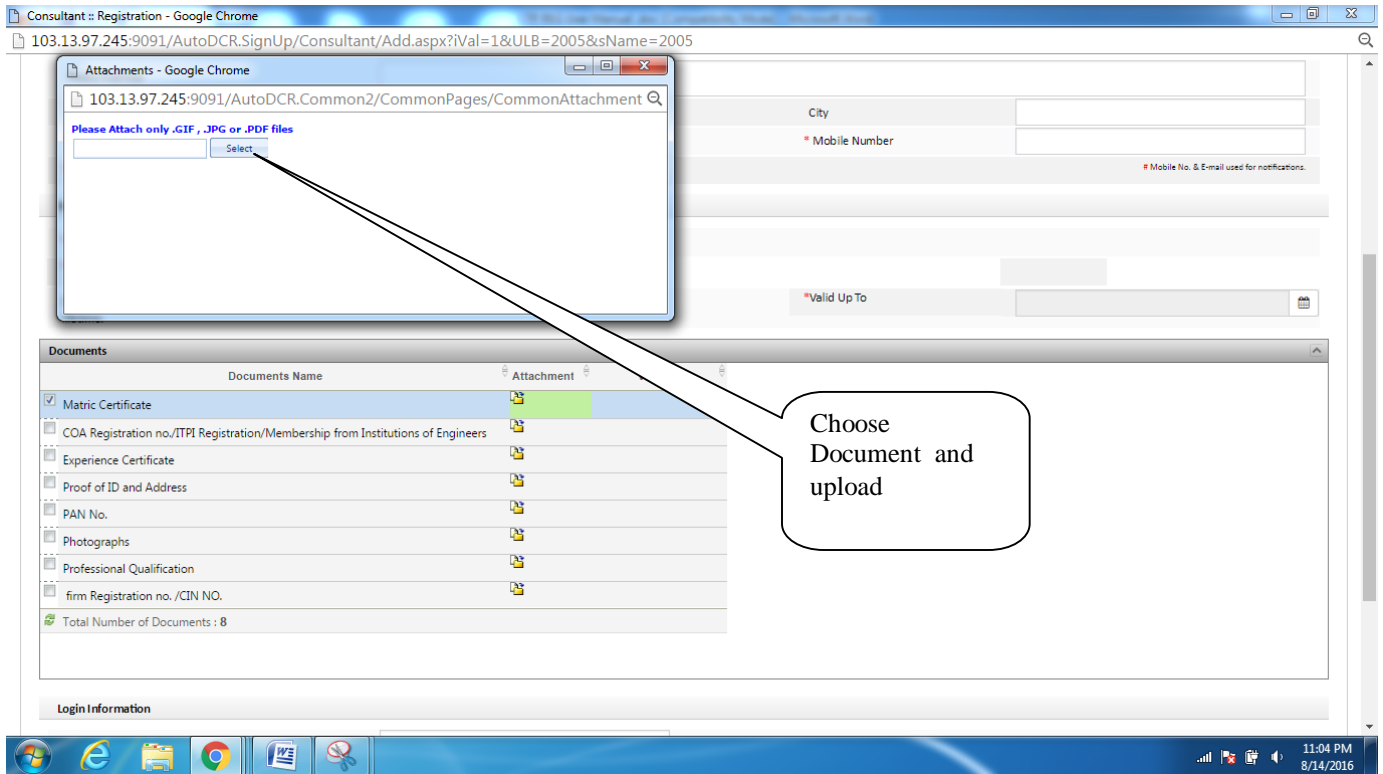 Consultant :: Registration - Google Chrome
103.13.97.245:9091/AutoDCR.SignUp/Consultant/Add.aspx?iVal=1&ULB=2005&sName=2005
Attachments - Google Chrome
103.13.97.245:9091/AutoDCR.Common2/CommonPages/CommonAttachment
Please Attach only .GIF , .JPG or .PDF files
Select
City
* Mobile Number
# Mobile No. & E-mail used for notifications.
*Valid Up To
Documents
Documents Name Attachment
Matric Certificate
COA Registration no./ITPI Registration/Membership from Institutions of Engineers
Experience Certificate
Proof of ID and Address
PAN No.
Photographs
Professional Qualification
firm Registration no. /CIN NO.
Total Number of Documents : 8
Choose
Document and
upload
Login Information
11:04 PM
8/14/2016